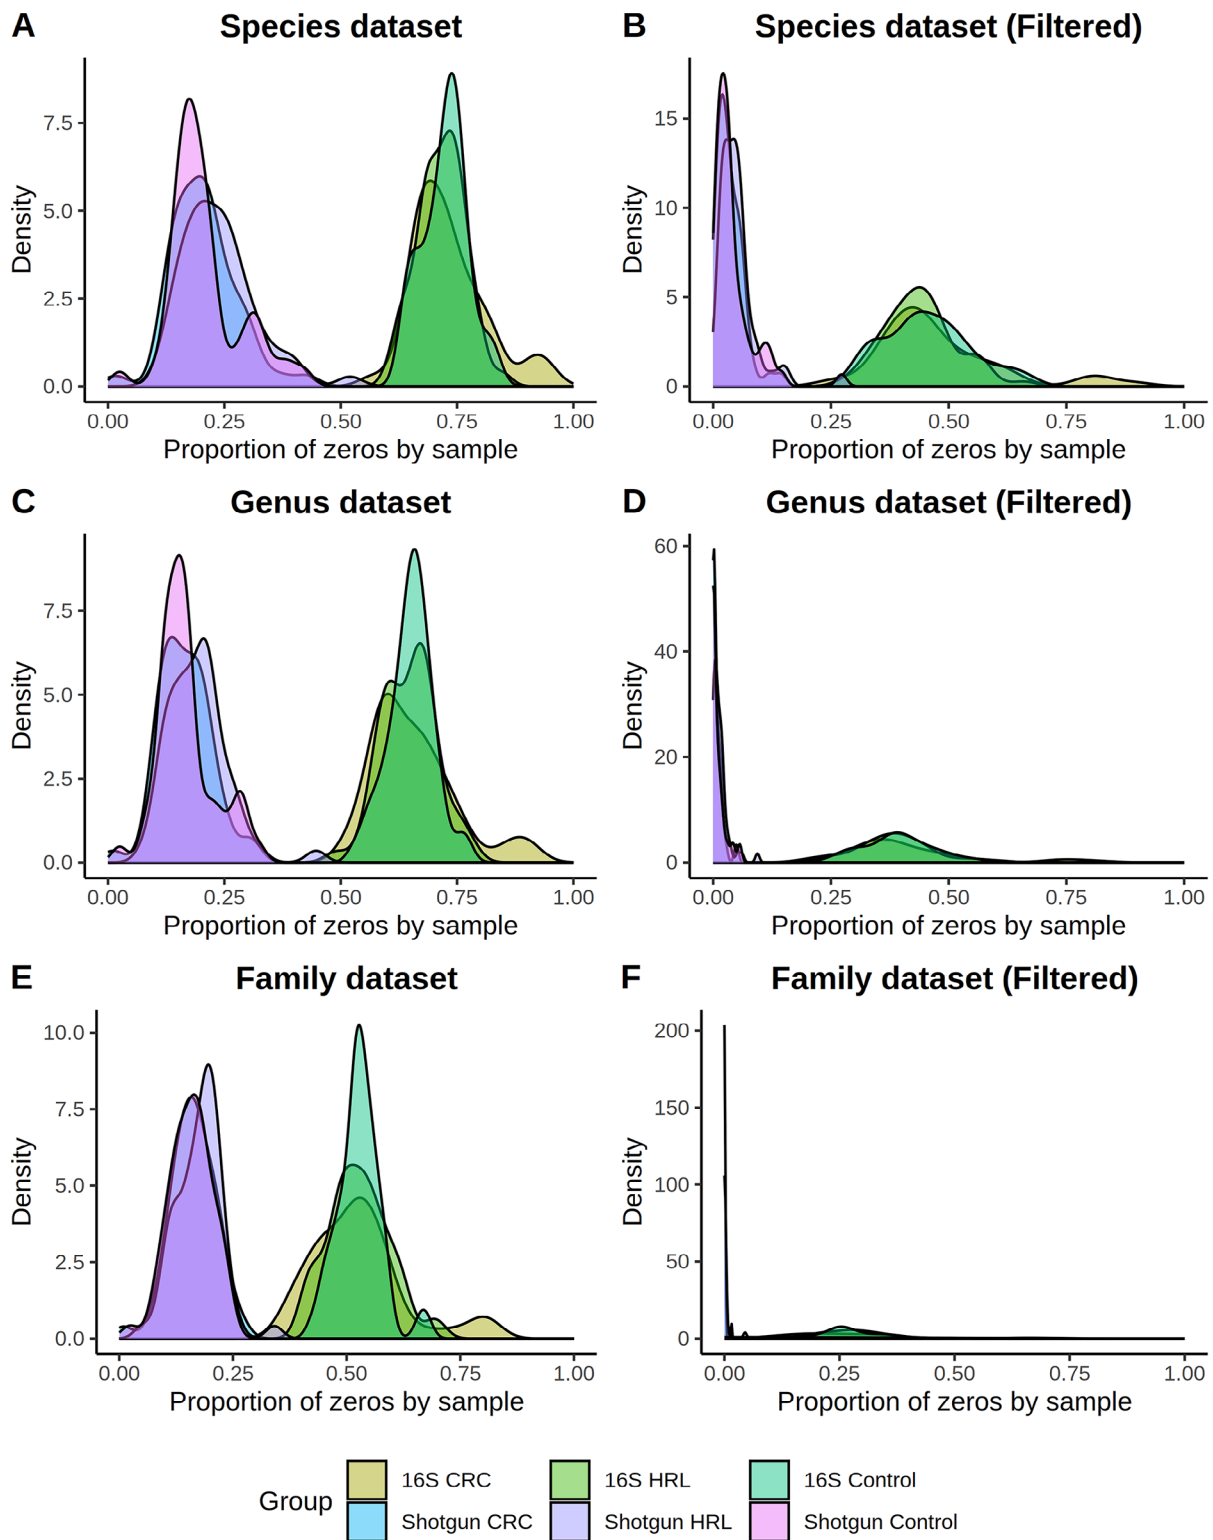 A Species dataset
Density
7.5
5.0
2.5
0.0
0.00 0.25 0.50 0.75 1.00
Proportion of zeros by sample
B Species dataset (Filtered)
Density
15
10
5
0
0.00 0.25 0.50 0.75 1.00
Proportion of zeros by sample
C Genus dataset
Density
7.5
5.0
2.5
0.0
0.00 0.25 0.50 0.75 1.00
Proportion of zeros by sample
D Genus dataset (Filtered)
Density
60
40
20
0
0.00 0.25 0.50 0.75 1.00
Proportion of zeros by sample
E Family dataset
Density
10.0
7.5
5.0
2.5
0.0
0.00 0.25 0.50 0.75 1.00
Proportion of zeros by sample
F Family dataset (Filtered)
Density
200
150
100
50
0
0.00 0.25 0.50 0.75 1.00
Proportion of zeros by sample
Group
16S CRC 16S HRL 16S Control
Shotgun CRC Shotgun HRL Shotgun Control